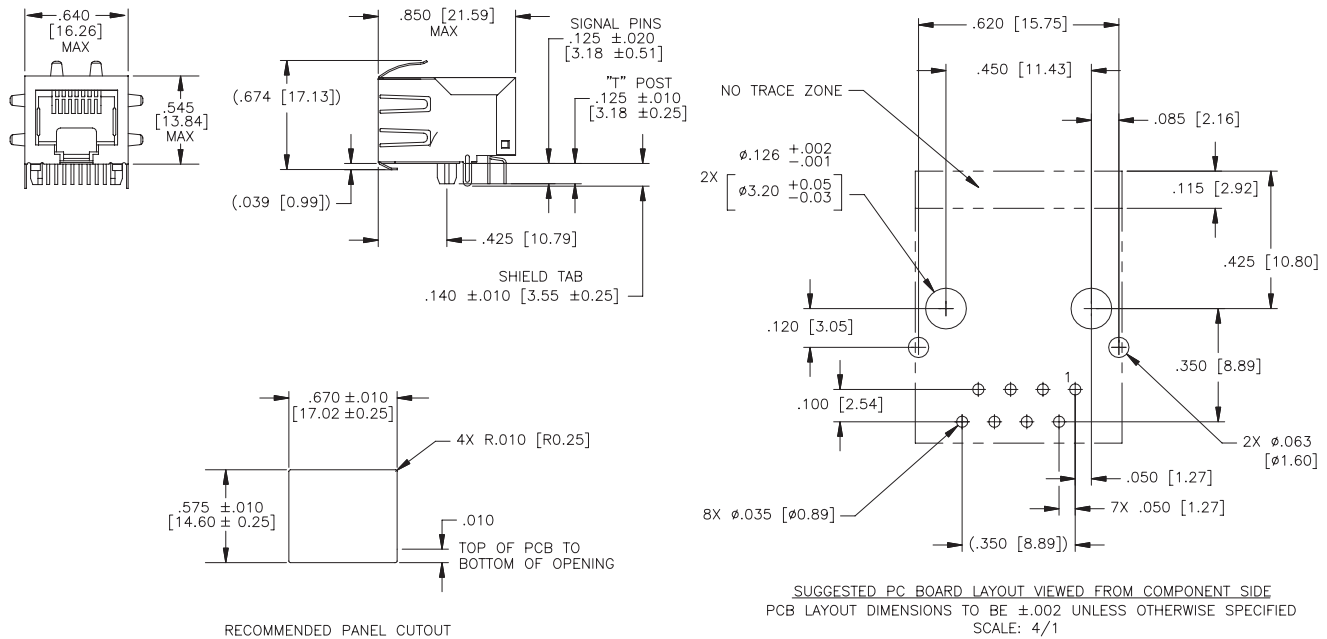 .640
[16.26]
MAX
.545
[13.84]
MAX
.850 [21.59]
MAX
SIGNAL PINS
.125 ±.020
[3.18 ±0.51]
"T" POST
.125 ±.010
[3.18 ±0.25]
(.674 [17.13])
(.039 [0.99])
.425 [10.79]
SHIELD TAB
.140 ±.010 [3.55 ±0.25]
.670 ±.010
[17.02 ±0.25]
4X R.010 [R0.25]
.575 ±.010
[14.60 ± 0.25]
.010
TOP OF PCB TO
BOTTOM OF OPENING
RECOMMENDED PANEL CUTOUT
.620 [15.75]
.450 [11.43]
NO TRACE ZONE
.085 [2.16]
ø.126 +.002 -.001
2X [ø3.20 +0.05 -0.03]
.115 [2.92]
.425 [10.80]
.120 [3.05]
.350 [8.89]
1
.100 [2.54]
2X ø.063
[ø1.60]
.050 [1.27]
8X ø.035 [ø0.89]
7X .050 [1.27]
(.350 [8.89])
SUGGESTED PC BOARD LAYOUT VIEWED FROM COMPONENT SIDE
PCB LAYOUT DIMENSIONS TO BE ±.002 UNLESS OTHERWISE SPECIFIED
SCALE: 4/1